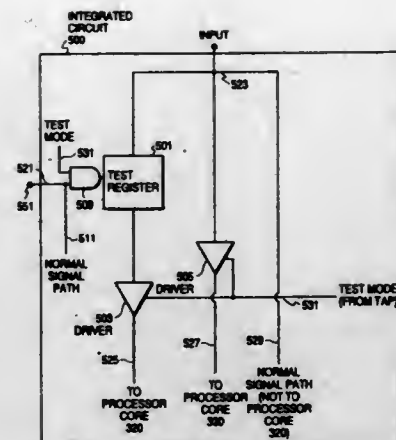 INTEGRATED
CIRCUIT
500
INPUT
523
TEST
MODE
531
501
521
TEST
REGISTER
509
551
511
NORMAL
SIGNAL
PATH
505
DRIVER
TEST MODE
(FROM TAP)
531
503
DRIVER
525
527
529
TO
PROCESSOR
CORE
320
TO
PROCESSOR
CORE
320
NORMAL
SIGNAL PATH
(NOT TO
PROCESSOR
CORE
320)